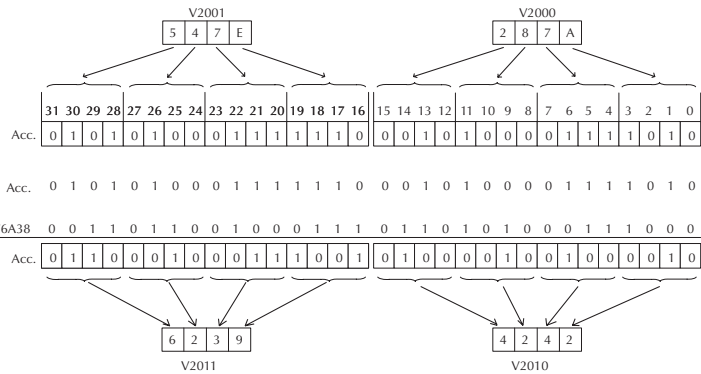 V2001 V2000
5 4 7 E 2 8 7 A
31 30 29 28 27 26 25 24 23 22 21 20 19 18 17 16 15 14 13 12 11 10 9 8 7 6 5 4 3 2 1 0
Acc. 0 1 0 1 0 1 0 0 0 1 1 1 1 1 1 0 0 0 1 0 1 0 0 0 0 1 1 1 1 0 1 0
Acc. 0 1 0 1 0 1 0 0 0 1 1 1 1 1 1 0 0 0 1 0 1 0 0 0 0 1 1 1 1 0 1 0
6A38 0 0 1 1 0 1 1 0 0 1 0 0 0 1 1 1 0 1 1 0 1 0 1 0 0 0 1 1 1 0 0 0
Acc. 0 1 1 0 0 0 1 0 0 0 1 1 1 0 0 1 0 1 0 0 0 0 1 0 0 1 0 0 0 0 1 0
6 2 3 9 4 2 4 2
V2011 V2010